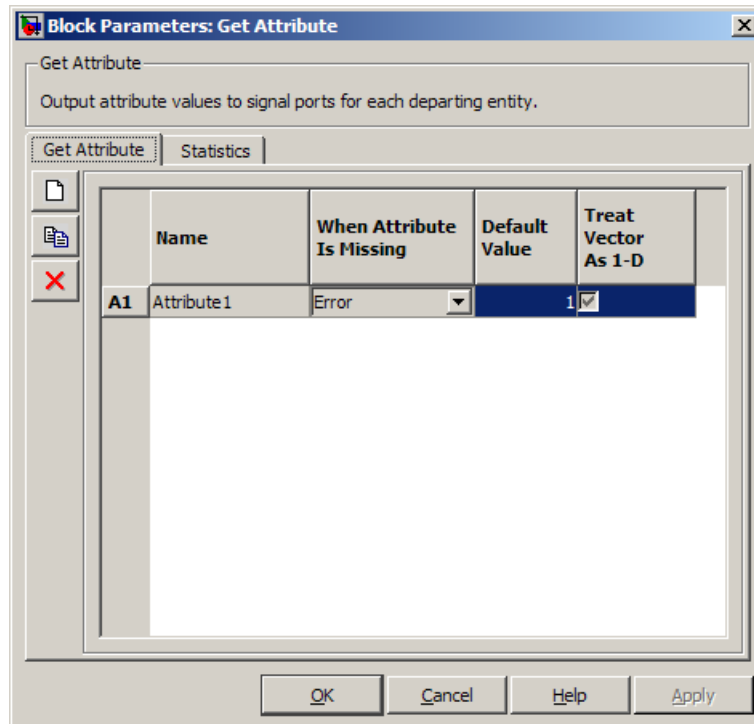 Block Parameters: Get Attribute
Get Attribute
Output attribute values to signal ports for each departing entity.
Get Attribute Statistics
Name When Attribute Is Missing Default Value Treat Vector As 1-D
A1 Attribute1 Error 1
OK Cancel Help Apply